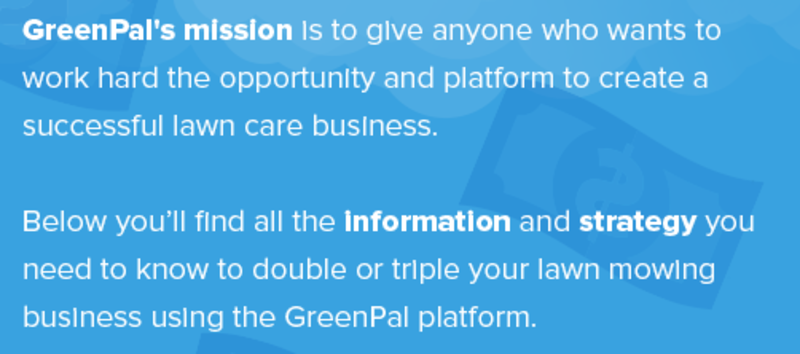 GreenPal's mission is to give anyone who wants to
work hard the opportunity and platform to create a
successful lawn care business.
Below you’ll find all the information and strategy you
need to know to double or triple your lawn mowing
business using the GreenPal platform.